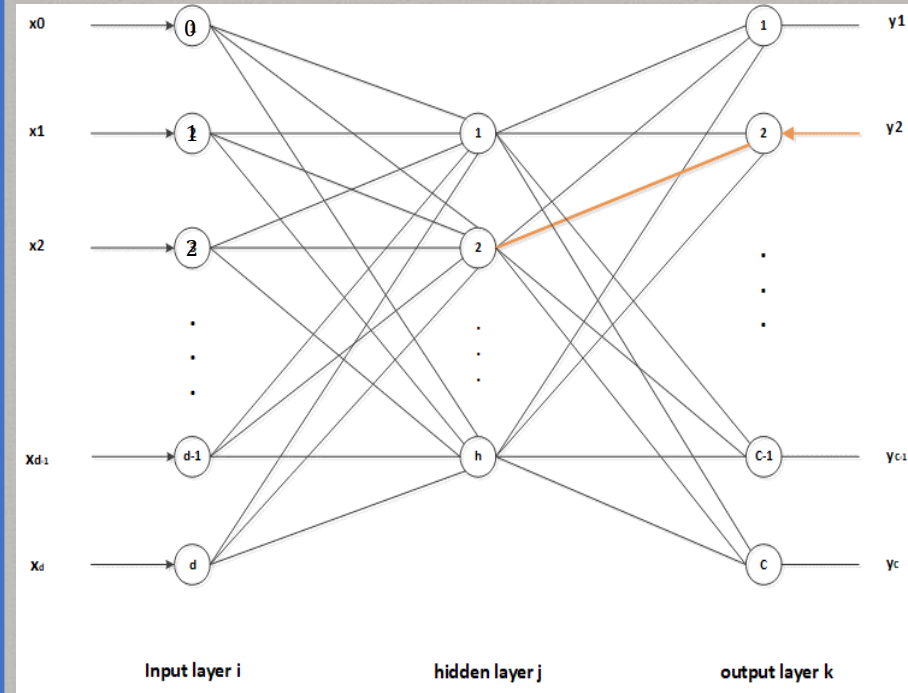 x0
0
1
y1
x1
1
1
2
y2
x2
2
2
Xd-1
d-1
h
C-1
yC-1
Xd
d
C
yC
Input layer i
hidden layer j
output layer k